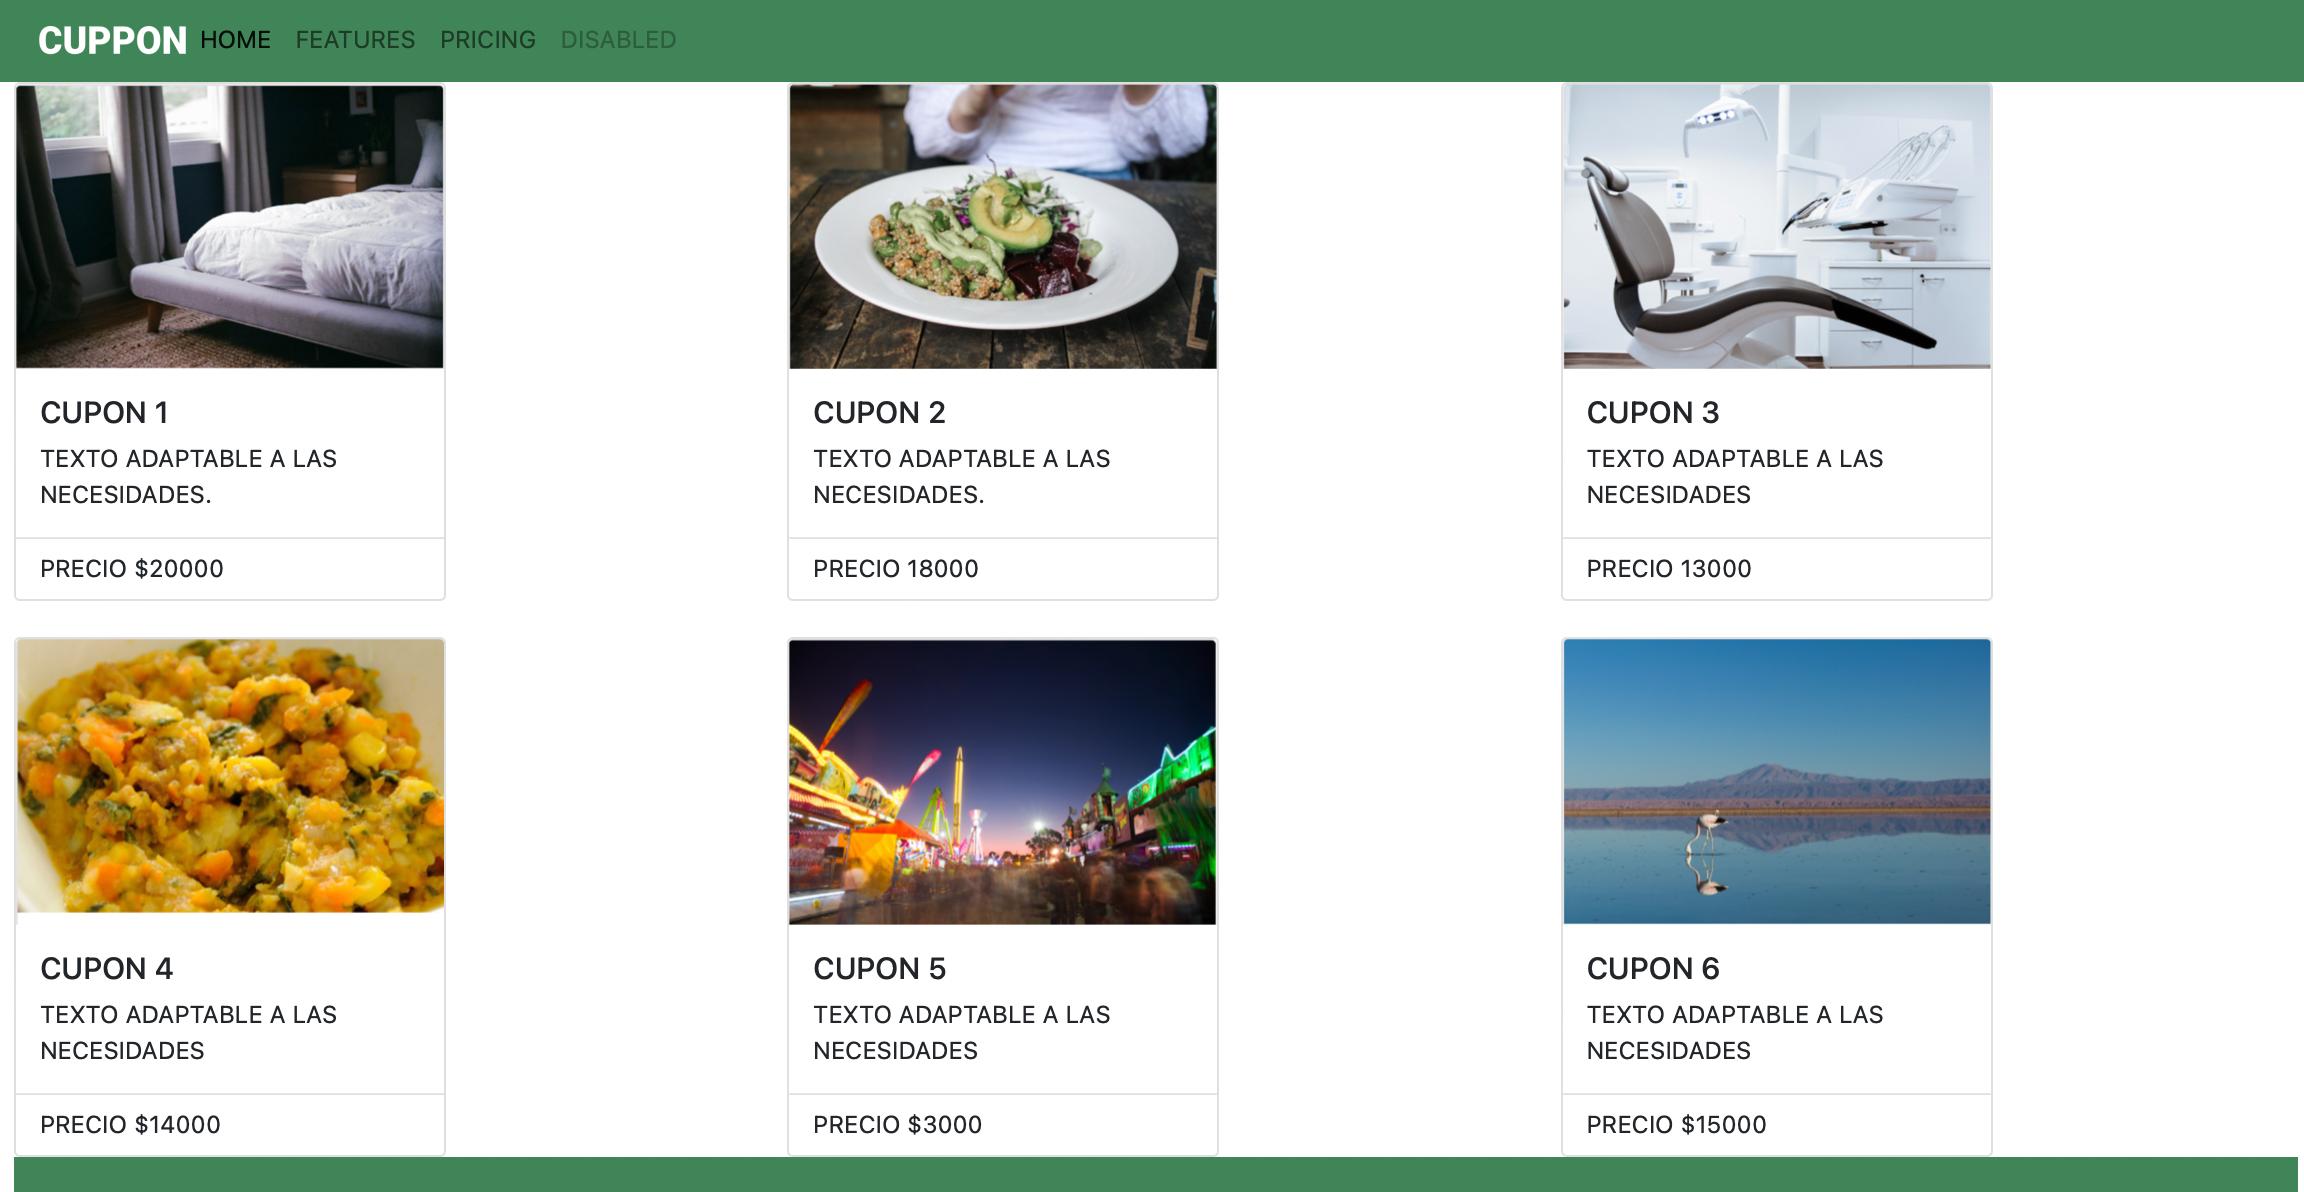 CUPPON HOME FEATURES PRICING DISABLED
CUPON 1
TEXTO ADAPTABLE A LAS
NECESIDADES.
PRECIO $20000
CUPON 2
TEXTO ADAPTABLE A LAS
NECESIDADES.
PRECIO 18000
CUPON 3
TEXTO ADAPTABLE A LAS
NECESIDADES
PRECIO 13000
CUPON 4
TEXTO ADAPTABLE A LAS
NECESIDADES
PRECIO $14000
CUPON 5
TEXTO ADAPTABLE A LAS
NECESIDADES
PRECIO $3000
CUPON 6
TEXTO ADAPTABLE A LAS
NECESIDADES
PRECIO $15000